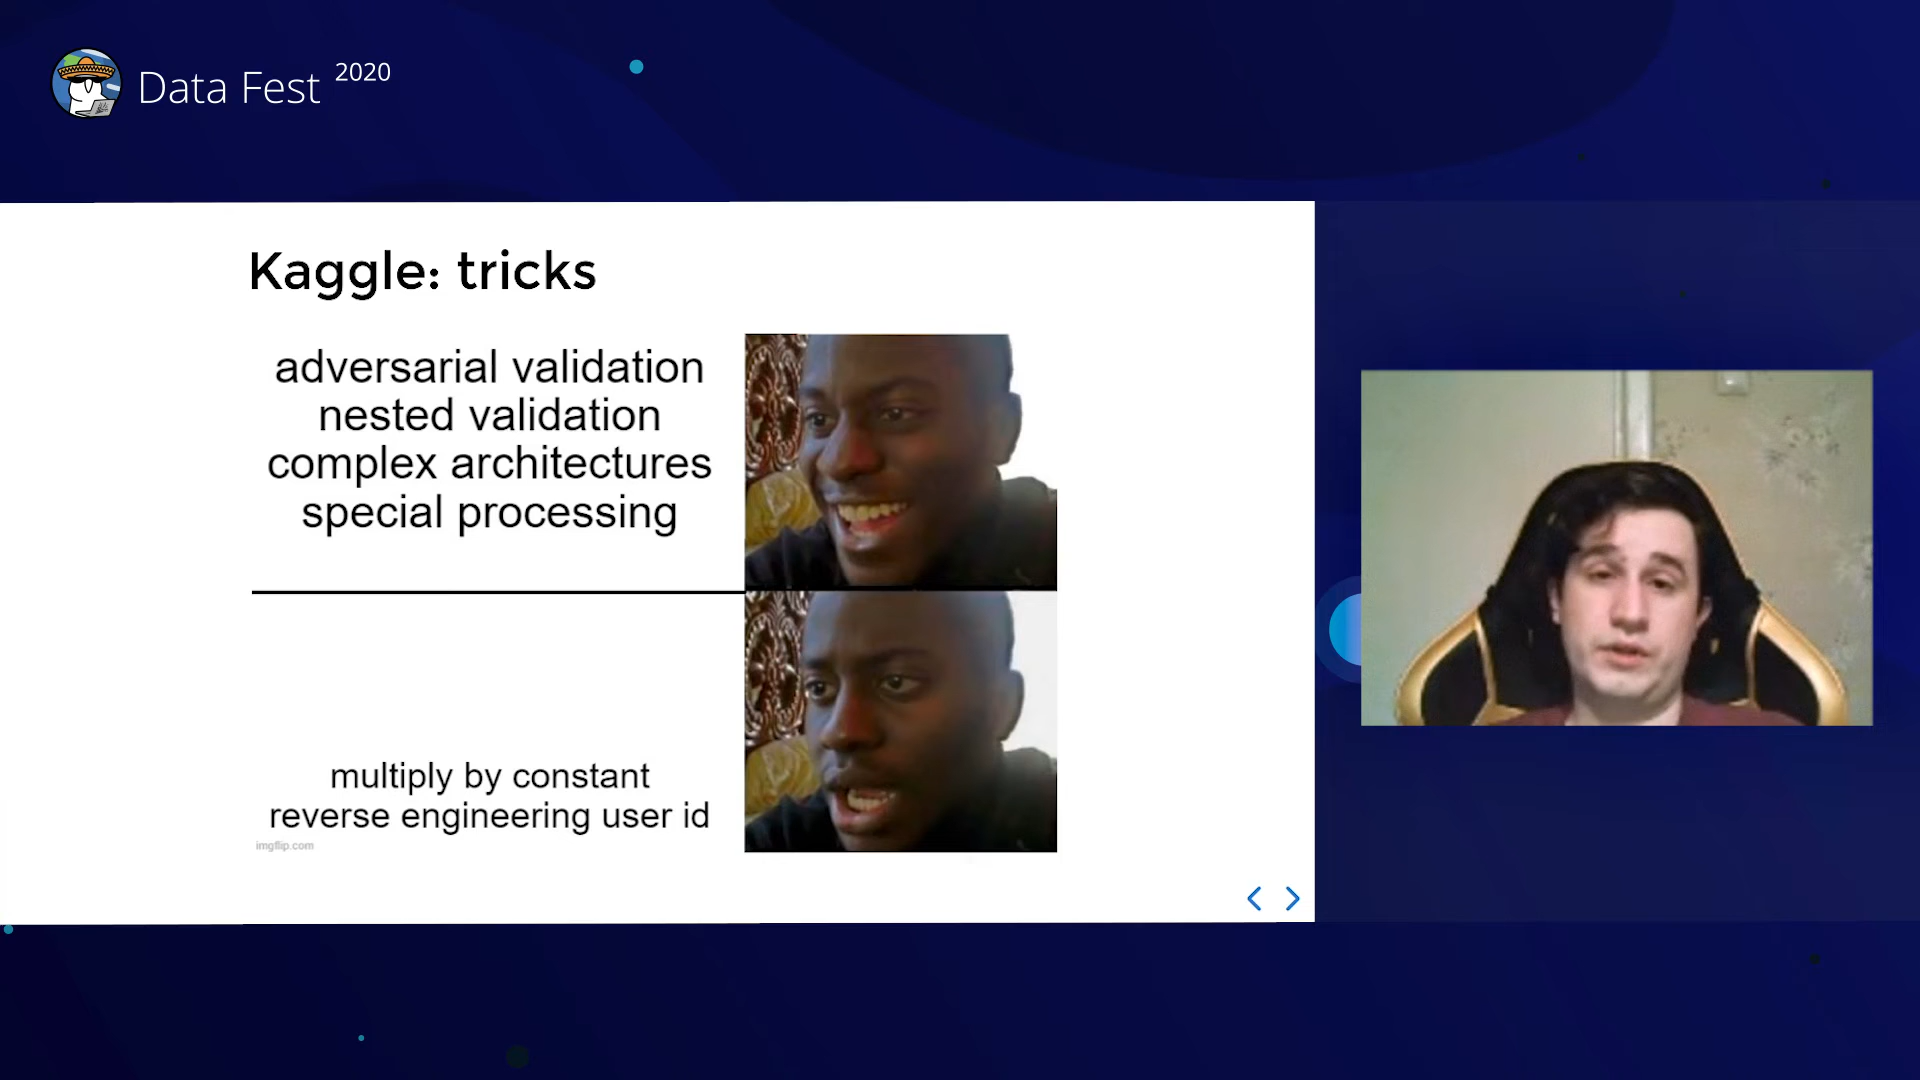 Data Fest 2020
Kaggle: tricks
adversarial validation
nested validation
complex architectures
special processing
multiply by constant
reverse engineering user id
imgflip.com